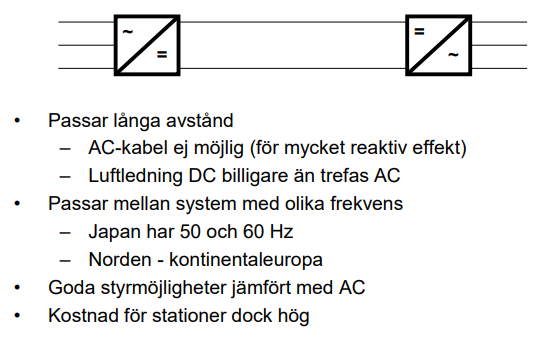 ~ = = ~
• Passar långa avstånd
– AC-kabel ej möjlig (för mycket reaktiv effekt)
– Luftledning DC billigare än trefas AC
• Passar mellan system med olika frekvens
– Japan har 50 och 60 Hz
– Norden - kontinentaleuropa
• Goda styrmöjligheter jämfört med AC
• Kostnad för stationer dock hög